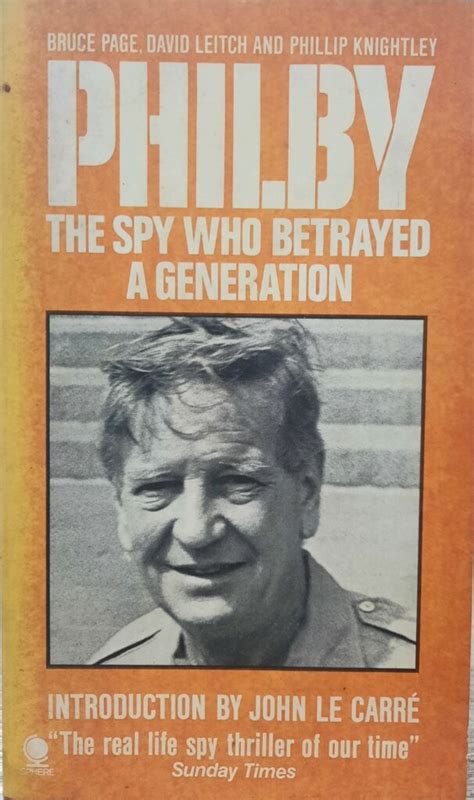 BRUCE PAGE, DAVID LEITCH AND PHILLIP KNIGHTLEY
PHILBY
THE SPY WHO BETRAYED
A GENERATION
INTRODUCTION BY JOHN LE CARRÉ
"The real life spy thriller of our time"
Sunday Times
SPHERE